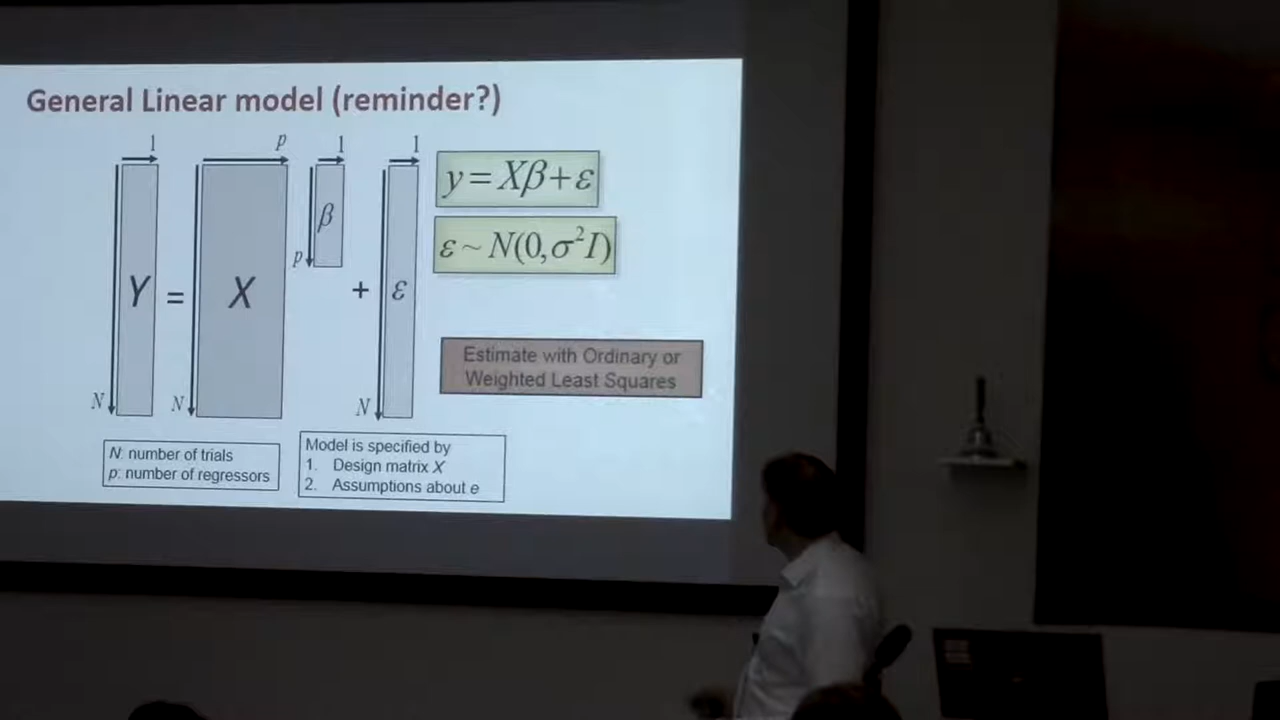 General Linear model (reminder?)
1
p
1
1
Y = X β + ε
p
N
N
N
y = Xβ + ε
ε ~ N(0,σ²I)
Estimate with Ordinary or
Weighted Least Squares
N: number of trials
p: number of regressors
Model is specified by
1. Design matrix X
2. Assumptions about e